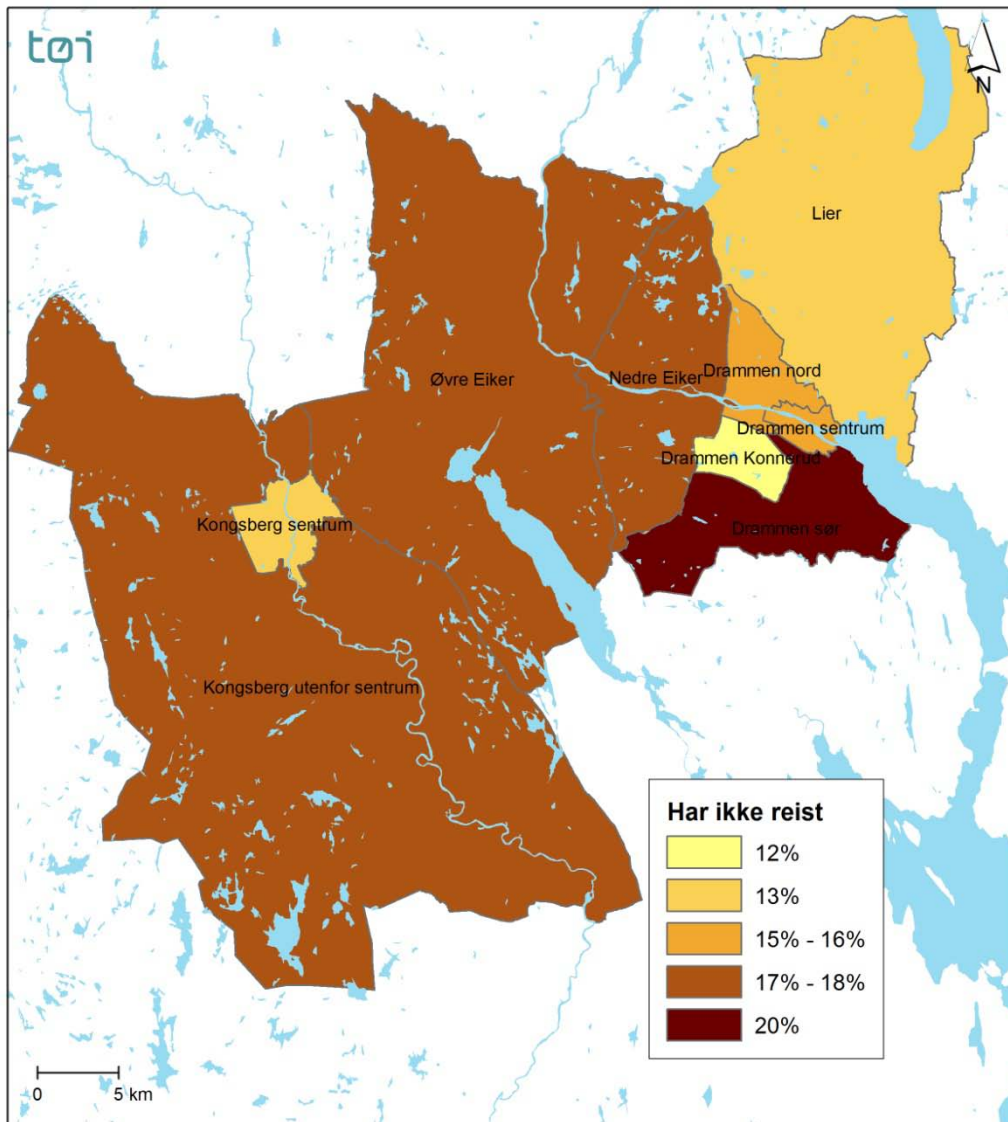 tøi
N
Lier
Øvre Eiker
Nedre Eiker
Drammen nord
Drammen sentrum
Drammen Konnerud
Kongsberg sentrum
Drammen sør
Kongsberg utenfor sentrum
Har ikke reist
12%
13%
15% - 16%
17% - 18%
20%
0 5 km